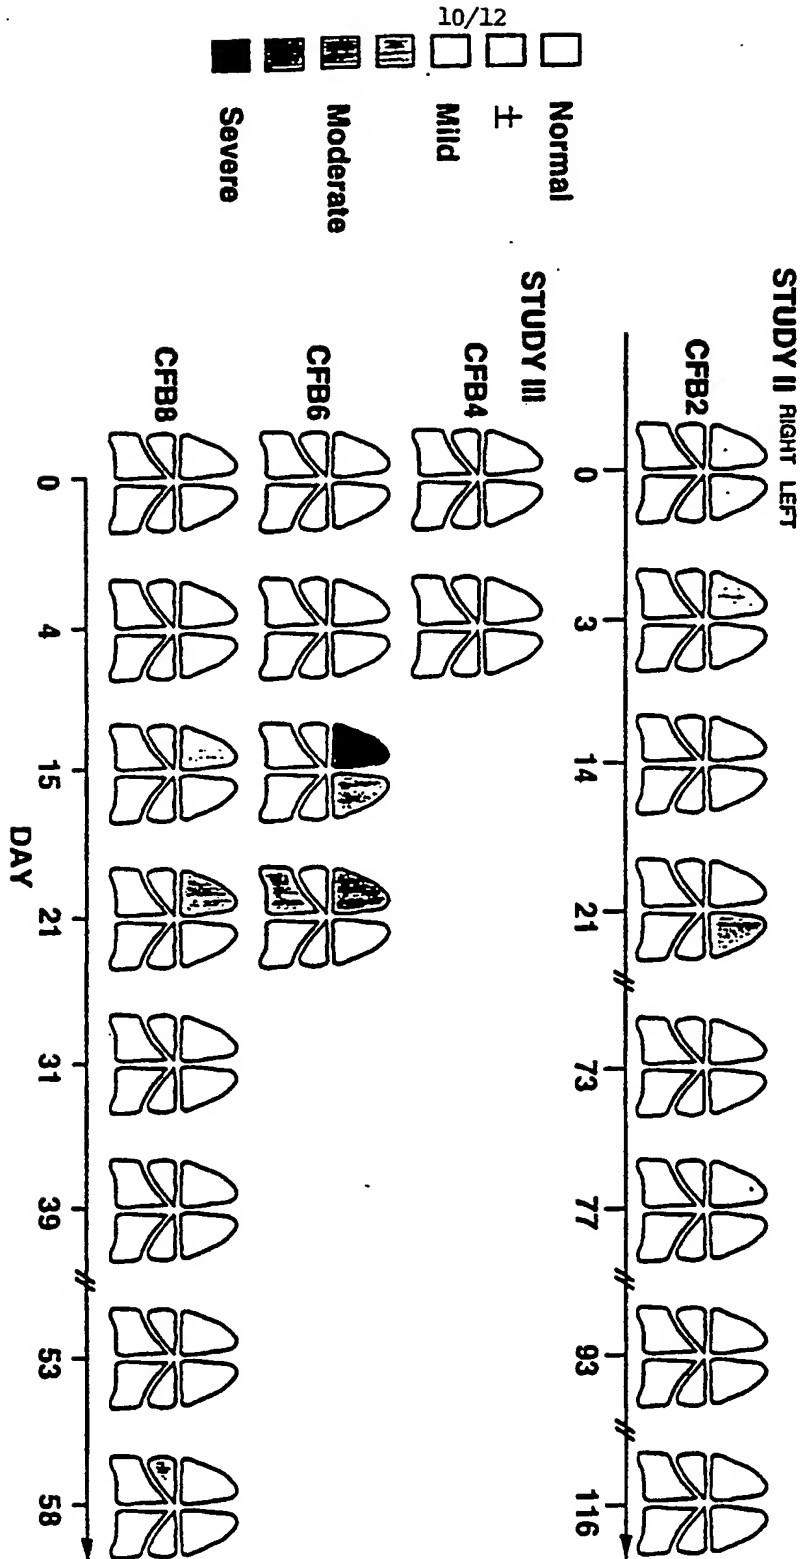 10/12
STUDY II RIGHT LEFT
CFB2
0 3 14 21 73 77 93 116
STUDY III
CFB4
CFB6
CFB8
0 4 15 21 31 39 53 58
DAY
Normal
±
Mild
Moderate
Severe